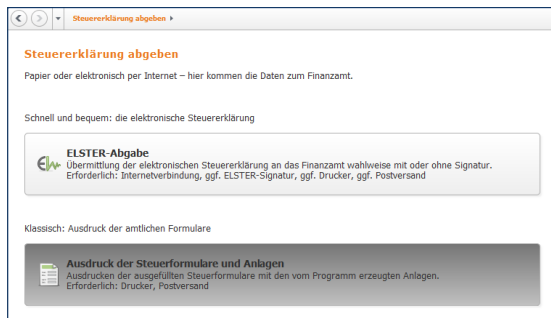 Steuererklärung abgeben
Steuererklärung abgeben
Papier oder elektronisch per Internet – hier kommen die Daten zum Finanzamt.
Schnell und bequem: die elektronische Steuererklärung
ELSTER-Abgabe
Übermittlung der elektronischen Steuererklärung an das Finanzamt wahlweise mit oder ohne Signatur.
Erforderlich: Internetverbindung, ggf. ELSTER-Signatur, ggf. Drucker, ggf. Postversand
Klassisch: Ausdruck der amtlichen Formulare
Ausdruck der Steuerformulare und Anlagen
Ausdrucken der ausgefüllten Steuerformulare mit den vom Programm erzeugten Anlagen.
Erforderlich: Drucker, Postversand